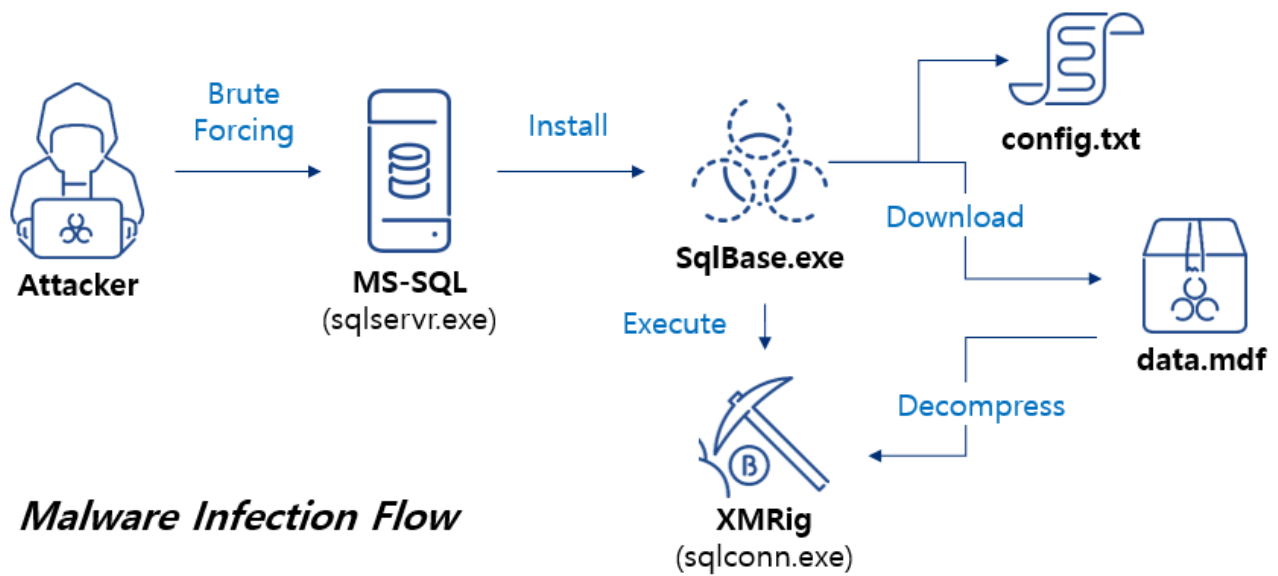 Brute
Forcing
Install
config.txt
Download
Attacker
MS-SQL
(sqlservr.exe)
SqlBase.exe
Execute
data.mdf
Decompress
XMRig
(sqlconn.exe)
Malware Infection Flow